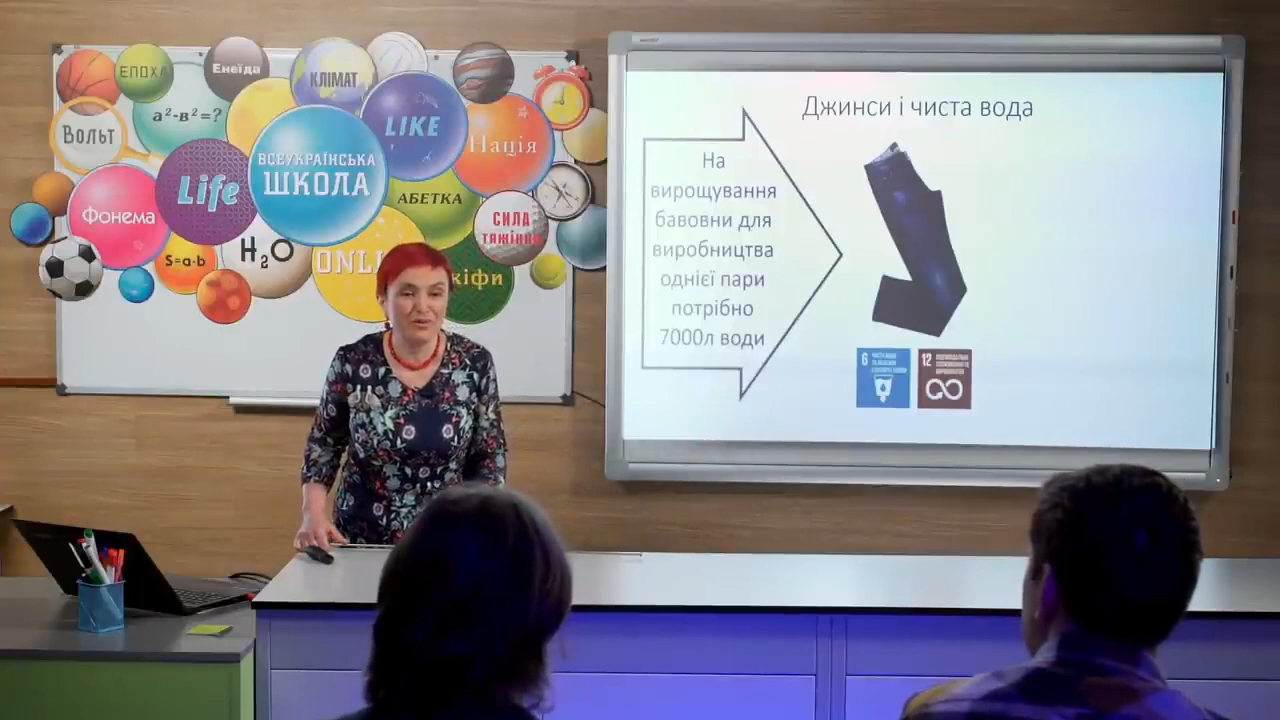 ЕПОХА
Енеїда
КЛІМАТ
a²-в²=?
Вольт
LIKE
Нація
ВСЕУКРАЇНСЬКА
ШКОЛА
Life
АБЕТКА
Фонема
СИЛА
тяжіння
S=a·b
H₂O
ONLI
кіфи
Джинси і чиста вода
На
вирощування
бавовни для
виробництва
однієї пари
потрібно
7000л води
6
12